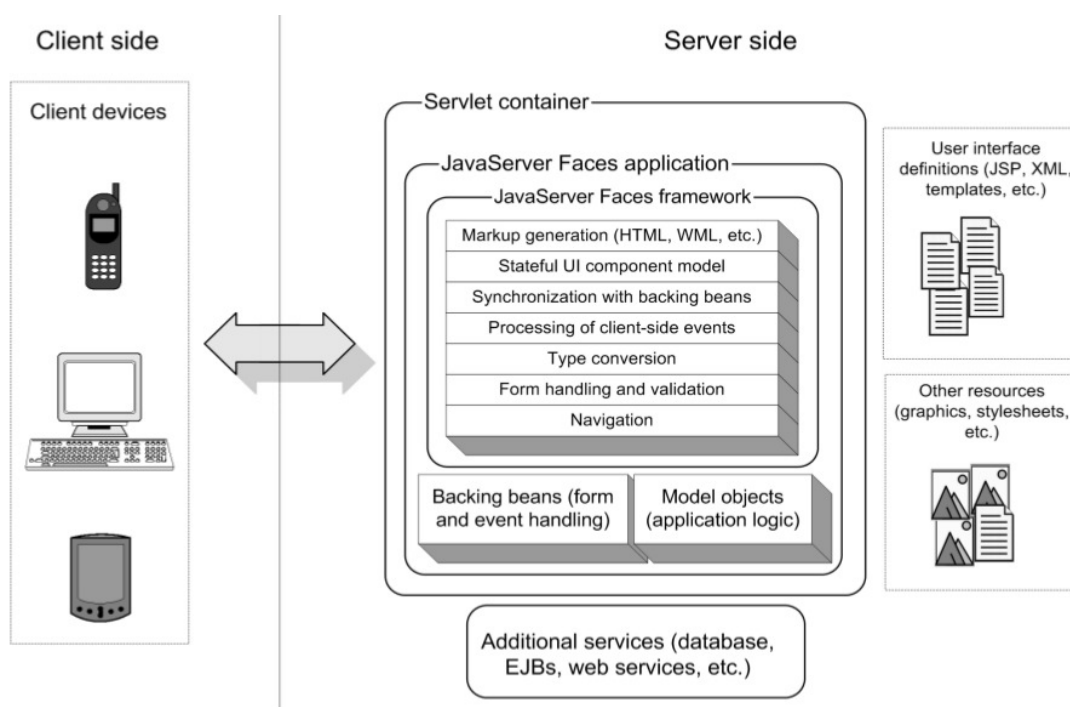 Client side
Server side
Client devices
Servlet container
JavaServer Faces application
JavaServer Faces framework
Markup generation (HTML, WML, etc.)
Stateful UI component model
Synchronization with backing beans
Processing of client-side events
Type conversion
Form handling and validation
Navigation
Backing beans (form
and event handling)
Model objects
(application logic)
Additional services (database,
EJBs, web services, etc.)
User interface
definitions (JSP, XML,
templates, etc.)
Other resources
(graphics, stylesheets,
etc.)